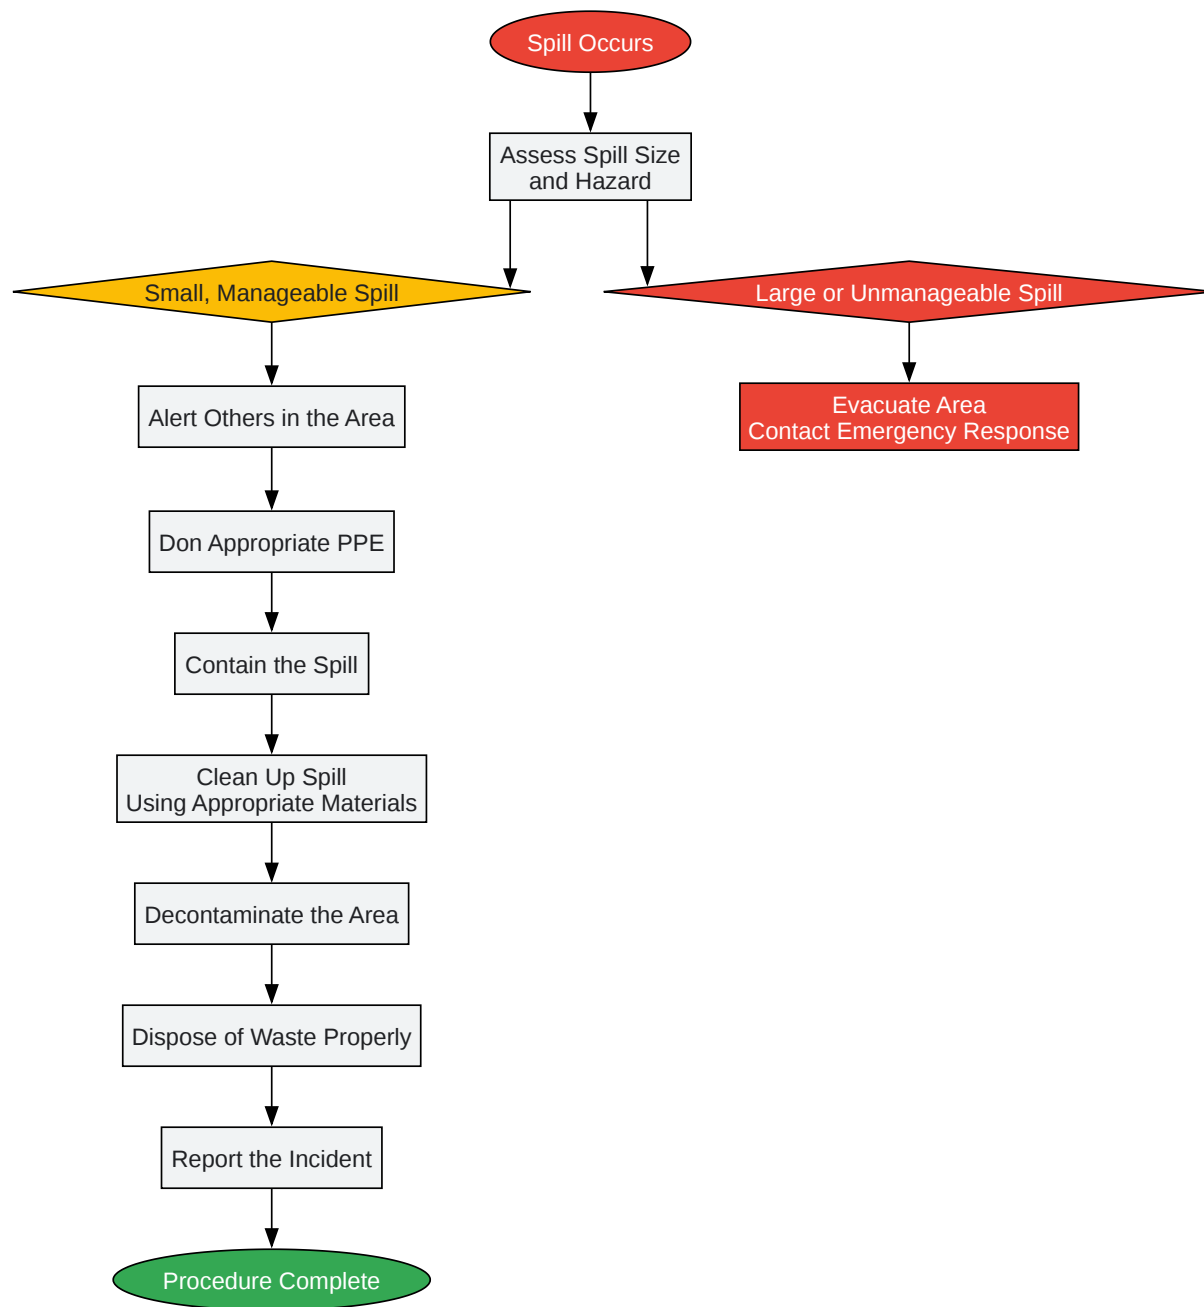 Spill Occurs
Assess Spill Size
and Hazard
Small, Manageable Spill
Large or Unmanageable Spill
Alert Others in the Area
Evacuate Area
Contact Emergency Response
Don Appropriate PPE
Contain the Spill
Clean Up Spill
Using Appropriate Materials
Decontaminate the Area
Dispose of Waste Properly
Report the Incident
Procedure Complete